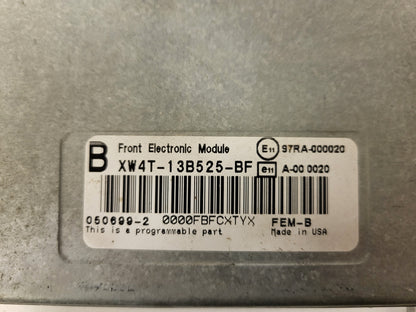 B Front Electronic Module E11 97RA-000020
XW4T-13B525-BF e11 A-00 0020
050699-2 0000FBFCXTYX FEM-B
This is a programmable part Made in USA